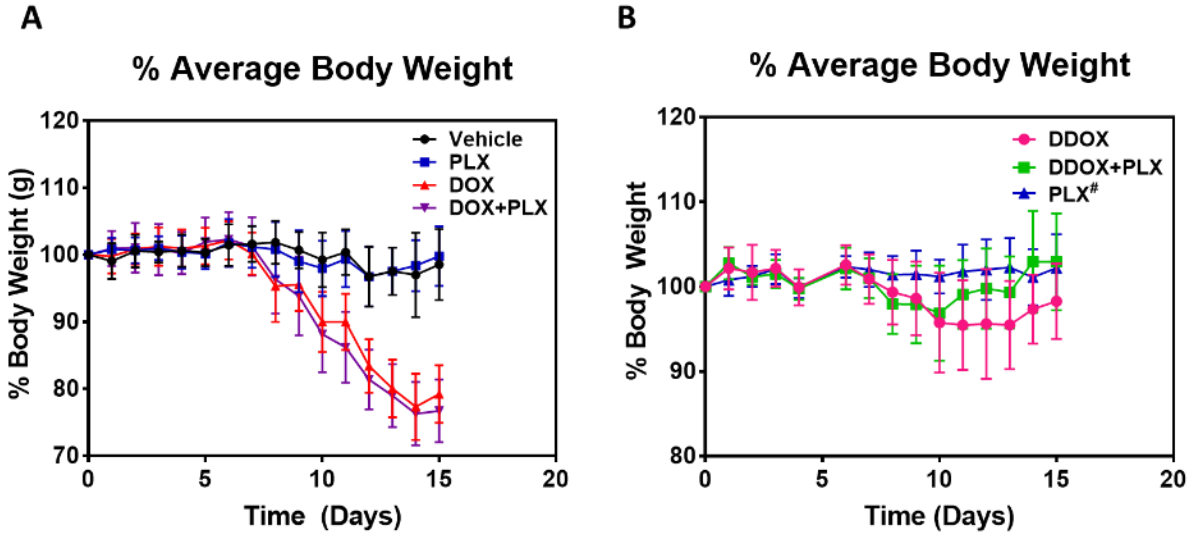 A
% Average Body Weight
120
110
100
90
80
70
% Body Weight (g)
Vehicle
PLX
DOX
DOX+PLX
0
5
10
15
20
Time (Days)
B
% Average Body Weight
120
110
100
90
80
% Body Weight
DDOX
DDOX+PLX
PLX#
0
5
10
15
20
Time (Days)